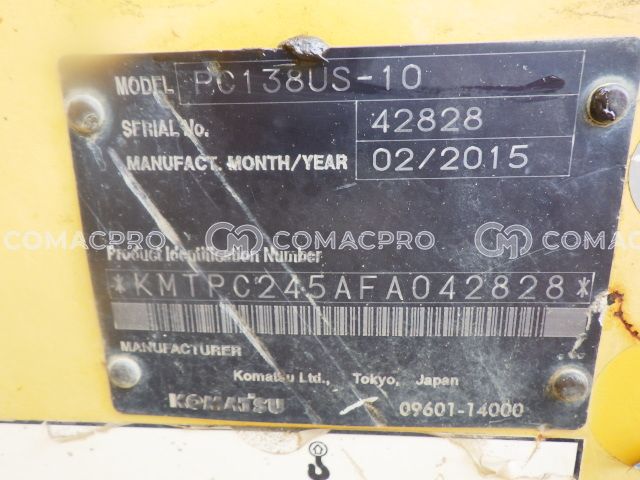 MODEL PC138US-10
SERIAL No. 42828
MANUFACT. MONTH/YEAR 02/2015
COMACPRO COMACPRO COMACPRO
Product Identification Number
*KMTPC245AFA042828*
MANUFACTURER
Komatsu Ltd., Tokyo, Japan
KOMATSU 09601-14000